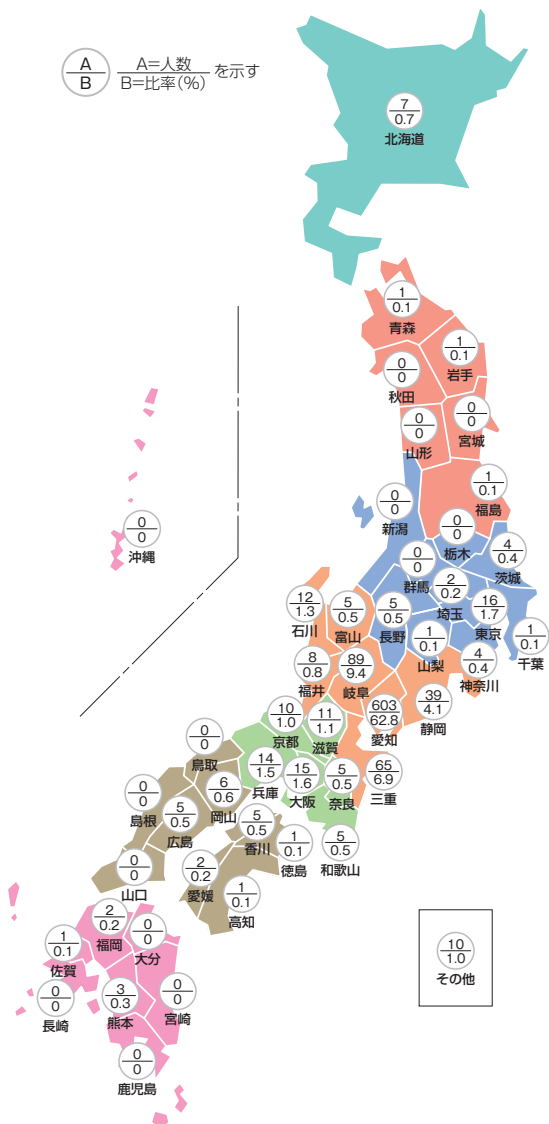 A
B
A=人数
B=比率(%)
を示す
7
0.7
北海道
1
0.1
青森
1
0.1
岩手
0
0
秋田
0
0
宮城
0
0
山形
1
0.1
福島
0
0
新潟
0
0
栃木
4
0.4
茨城
0
0
群馬
2
0.2
埼玉
16
1.7
東京
1
0.1
千葉
0
0
沖縄
12
1.3
石川
5
0.5
富山
5
0.5
長野
1
0.1
山梨
4
0.4
神奈川
8
0.8
福井
89
9.4
岐阜
603
62.8
愛知
39
4.1
静岡
10
1.0
京都
11
1.1
滋賀
65
6.9
三重
0
0
鳥取
14
1.5
兵庫
15
1.6
大阪
5
0.5
奈良
5
0.5
和歌山
0
0
島根
6
0.6
岡山
5
0.5
広島
5
0.5
香川
1
0.1
徳島
0
0
山口
2
0.2
愛媛
1
0.1
高知
2
0.2
福岡
0
0
大分
1
0.1
佐賀
0
0
長崎
3
0.3
熊本
0
0
宮崎
0
0
鹿児島
10
1.0
その他